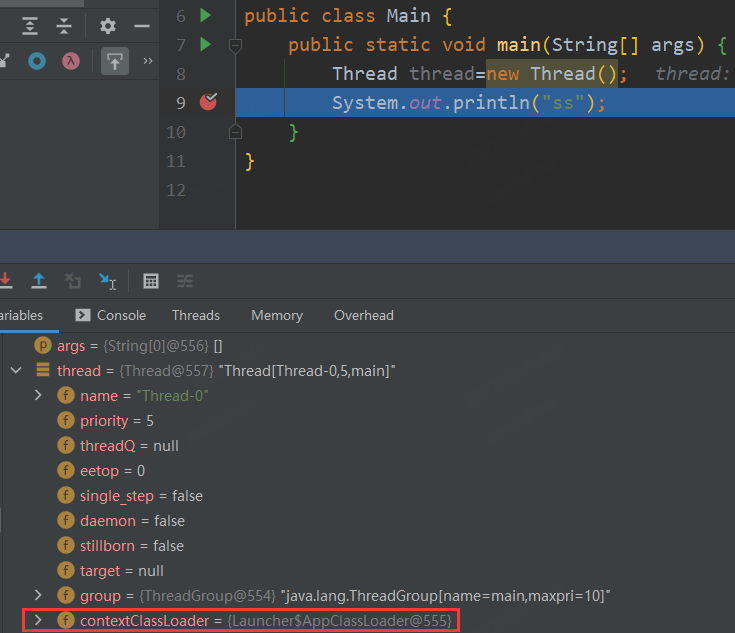 6 public class Main {
7 public static void main(String[] args) {
8 Thread thread=new Thread(); thread:
9 System.out.println("ss");
10 }
11 }
12
ariables Console Threads Memory Overhead
args = {String[0]@556} []
thread = {Thread@557} "Thread[Thread-0,5,main]"
name = "Thread-0"
priority = 5
threadQ = null
eetop = 0
single_step = false
daemon = false
stillborn = false
target = null
group = {ThreadGroup@554} "java.lang.ThreadGroup[name=main,maxpri=10]"
contextClassLoader = {Launcher$AppClassLoader@555}